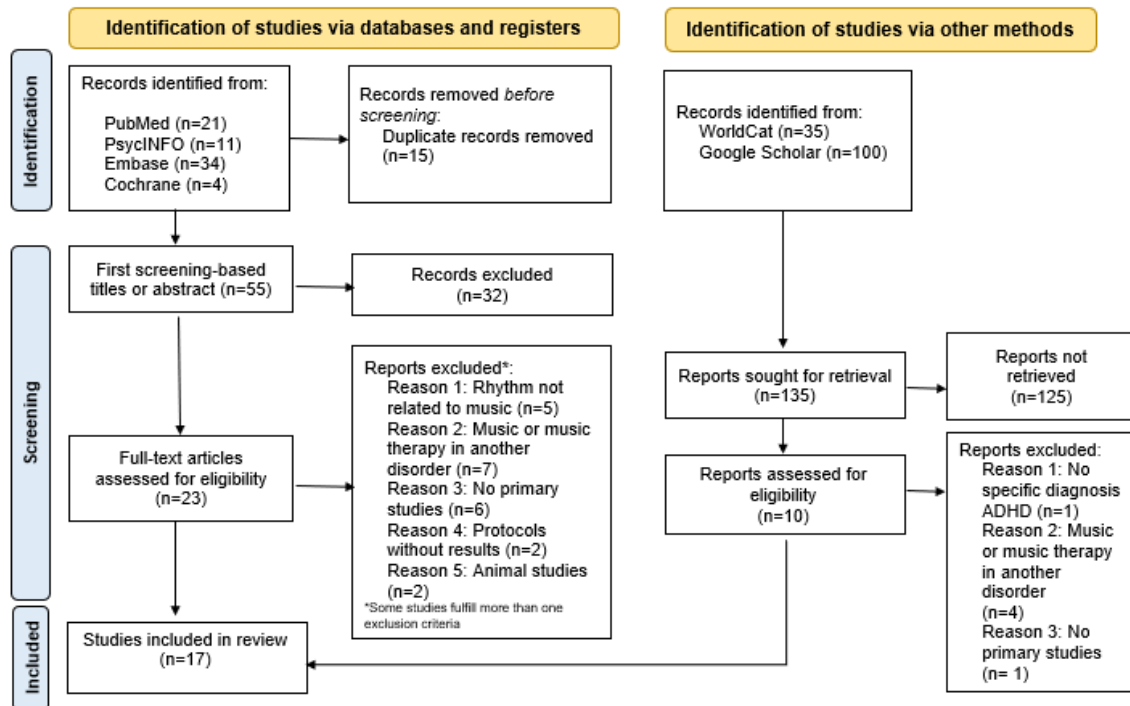 Identification of studies via databases and registers
Identification of studies via other methods
Identification
Records identified from:
PubMed (n=21)
PsycINFO (n=11)
Embase (n=34)
Cochrane (n=4)
Records removed before
screening:
Duplicate records removed
(n=15)
Records identified from:
WorldCat (n=35)
Google Scholar (n=100)
Screening
First screening-based
titles or abstract (n=55)
Records excluded
(n=32)
Full-text articles
assessed for eligibility
(n=23)
Reports excluded*:
Reason 1: Rhythm not
related to music (n=5)
Reason 2: Music or music
therapy in another
disorder (n=7)
Reason 3: No primary
studies (n=6)
Reason 4: Protocols
without results (n=2)
Reason 5: Animal studies
(n=2)
*Some studies fulfill more than one
exclusion criteria
Reports sought for retrieval
(n=135)
Reports not
retrieved
(n=125)
Reports assessed for
eligibility
(n=10)
Reports excluded:
Reason 1: No
specific diagnosis
ADHD (n=1)
Reason 2: Music
or music therapy
in another
disorder
(n=4)
Reason 3: No
primary studies
(n= 1)
Included
Studies included in review
(n=17)